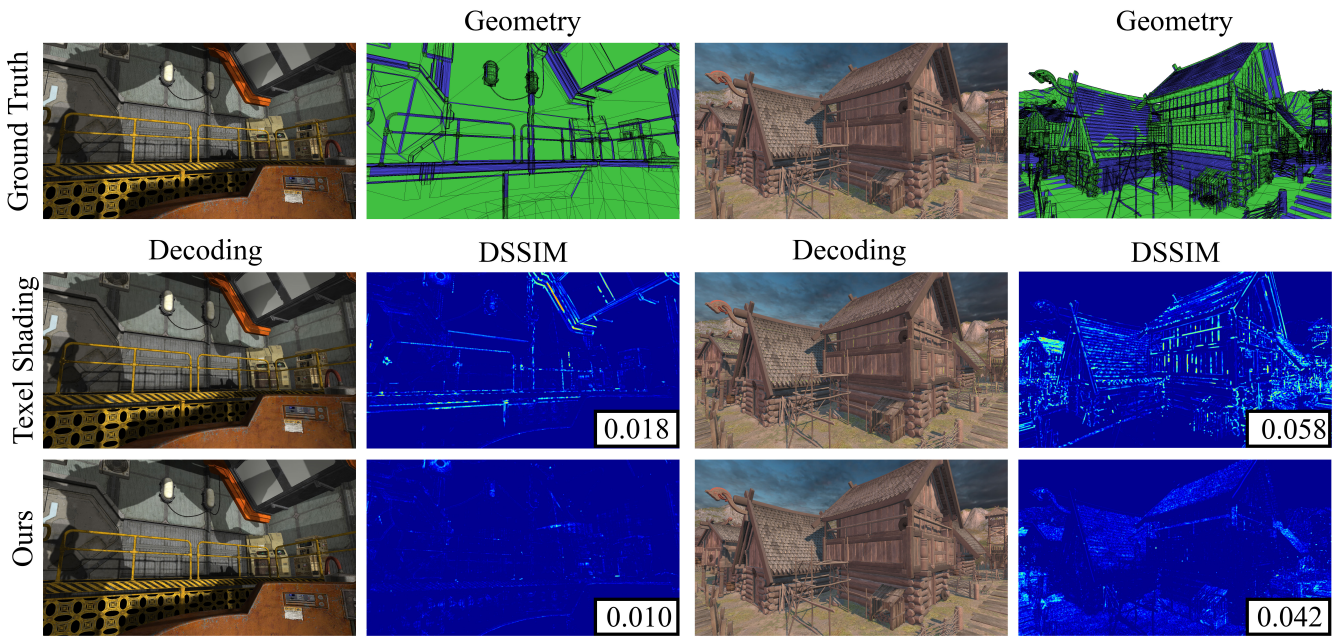 Geometry
Geometry
Ground Truth
Decoding
DSSIM
Decoding
DSSIM
Texel Shading
0.018
0.058
Ours
0.010
0.042